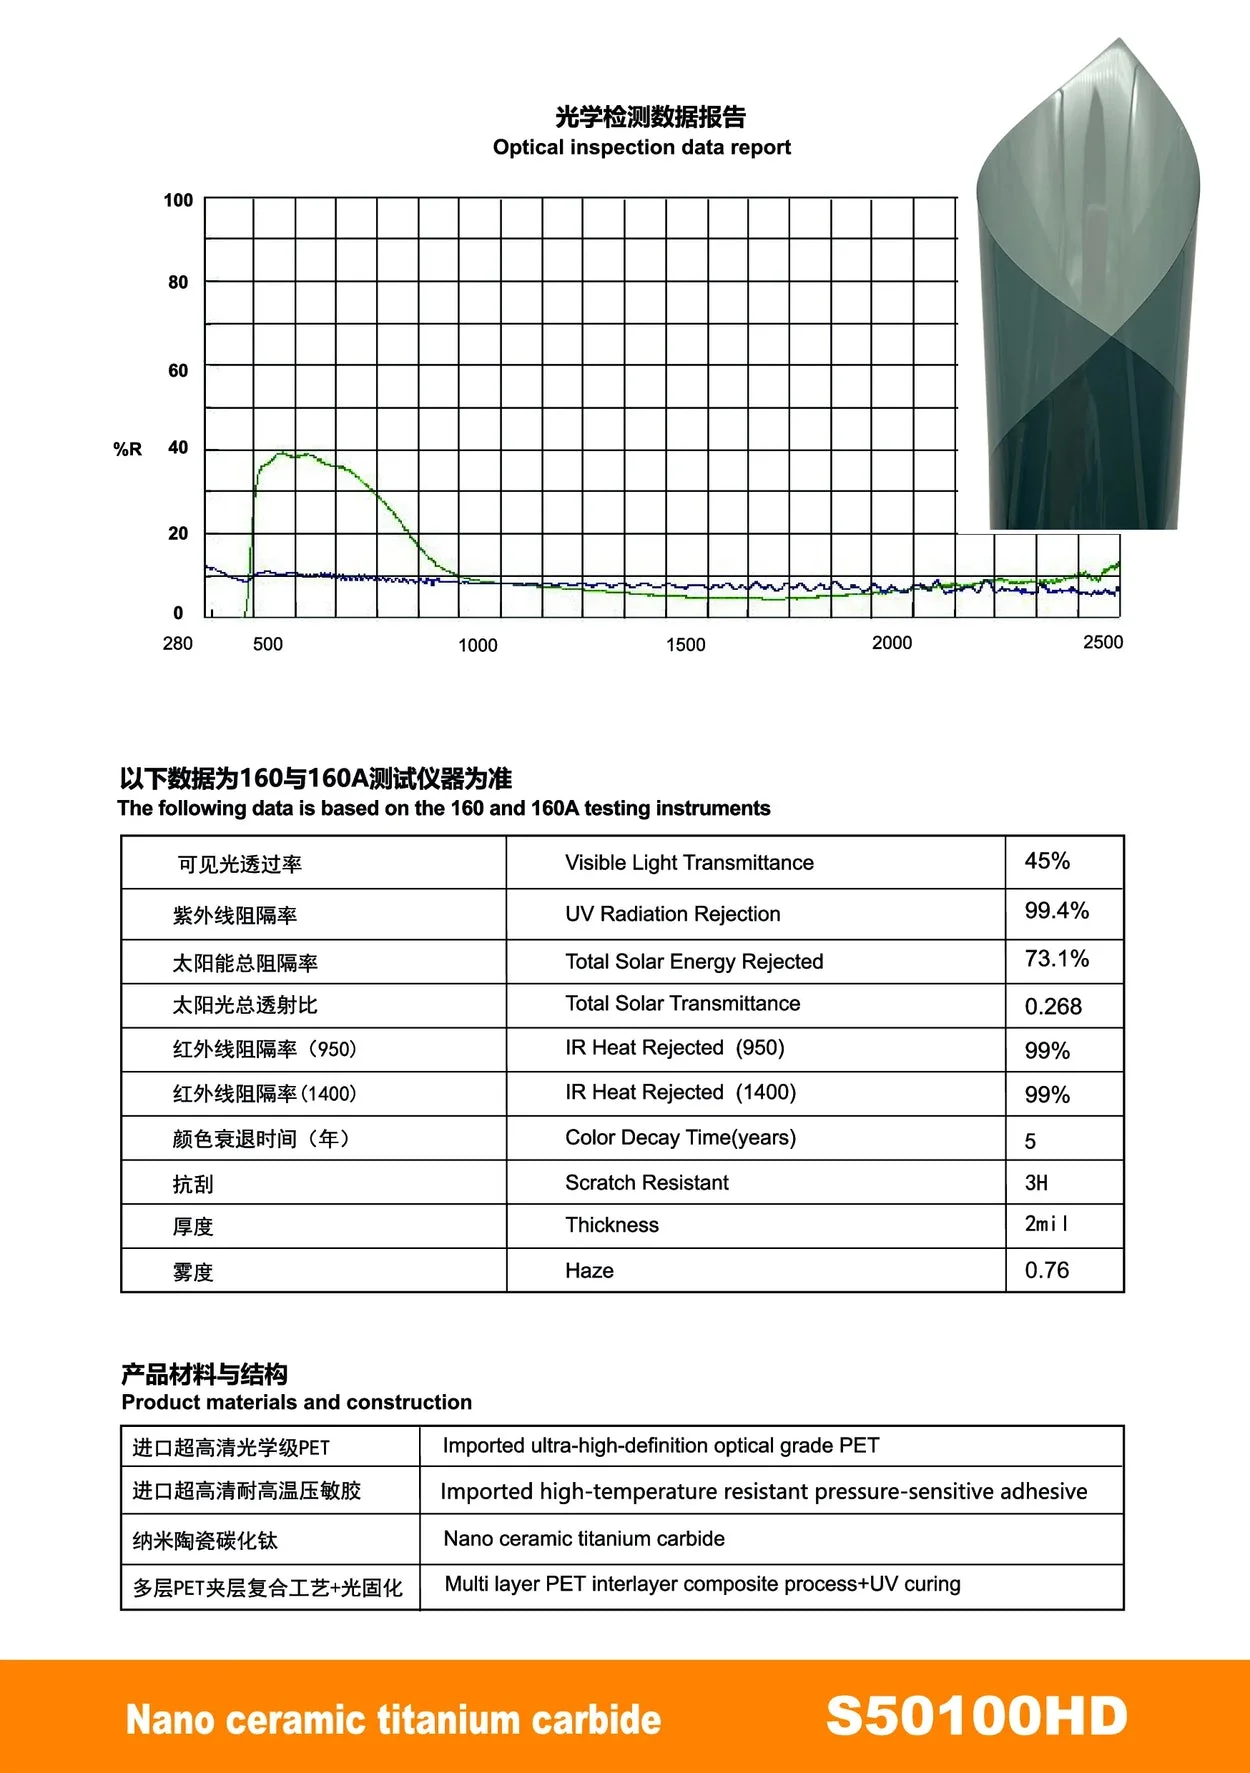 光学检测数据报告
Optical inspection data report
100
80
60
%R 40
20
0
280 500 1000 1500 2000 2500
以下数据为160与160A测试仪器为准
The following data is based on the 160 and 160A testing instruments
可见光透过率 Visible Light Transmittance 45%
紫外线阻隔率 UV Radiation Rejection 99.4%
太阳能总阻隔率 Total Solar Energy Rejected 73.1%
太阳光总透射比 Total Solar Transmittance 0.268
红外线阻隔率（950） IR Heat Rejected (950) 99%
红外线阻隔率(1400) IR Heat Rejected (1400) 99%
颜色衰退时间（年） Color Decay Time(years) 5
抗刮 Scratch Resistant 3H
厚度 Thickness 2mil
雾度 Haze 0.76
产品材料与结构
Product materials and construction
进口超高清光学级PET Imported ultra-high-definition optical grade PET
进口超高清耐高温压敏胶 Imported high-temperature resistant pressure-sensitive adhesive
纳米陶瓷碳化钛 Nano ceramic titanium carbide
多层PET夹层复合工艺+光固化 Multi layer PET interlayer composite process+UV curing
Nano ceramic titanium carbide S50100HD